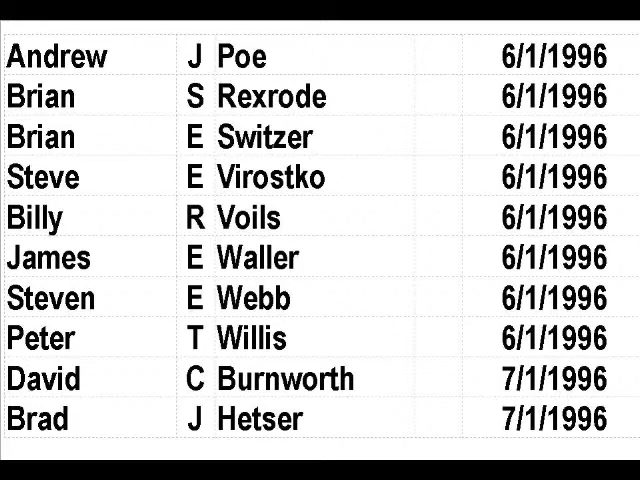 Andrew J Poe 6/1/1996
Brian S Rexrode 6/1/1996
Brian E Switzer 6/1/1996
Steve E Virostko 6/1/1996
Billy R Voils 6/1/1996
James E Waller 6/1/1996
Steven E Webb 6/1/1996
Peter T Willis 6/1/1996
David C Burnworth 7/1/1996
Brad J Hetser 7/1/1996